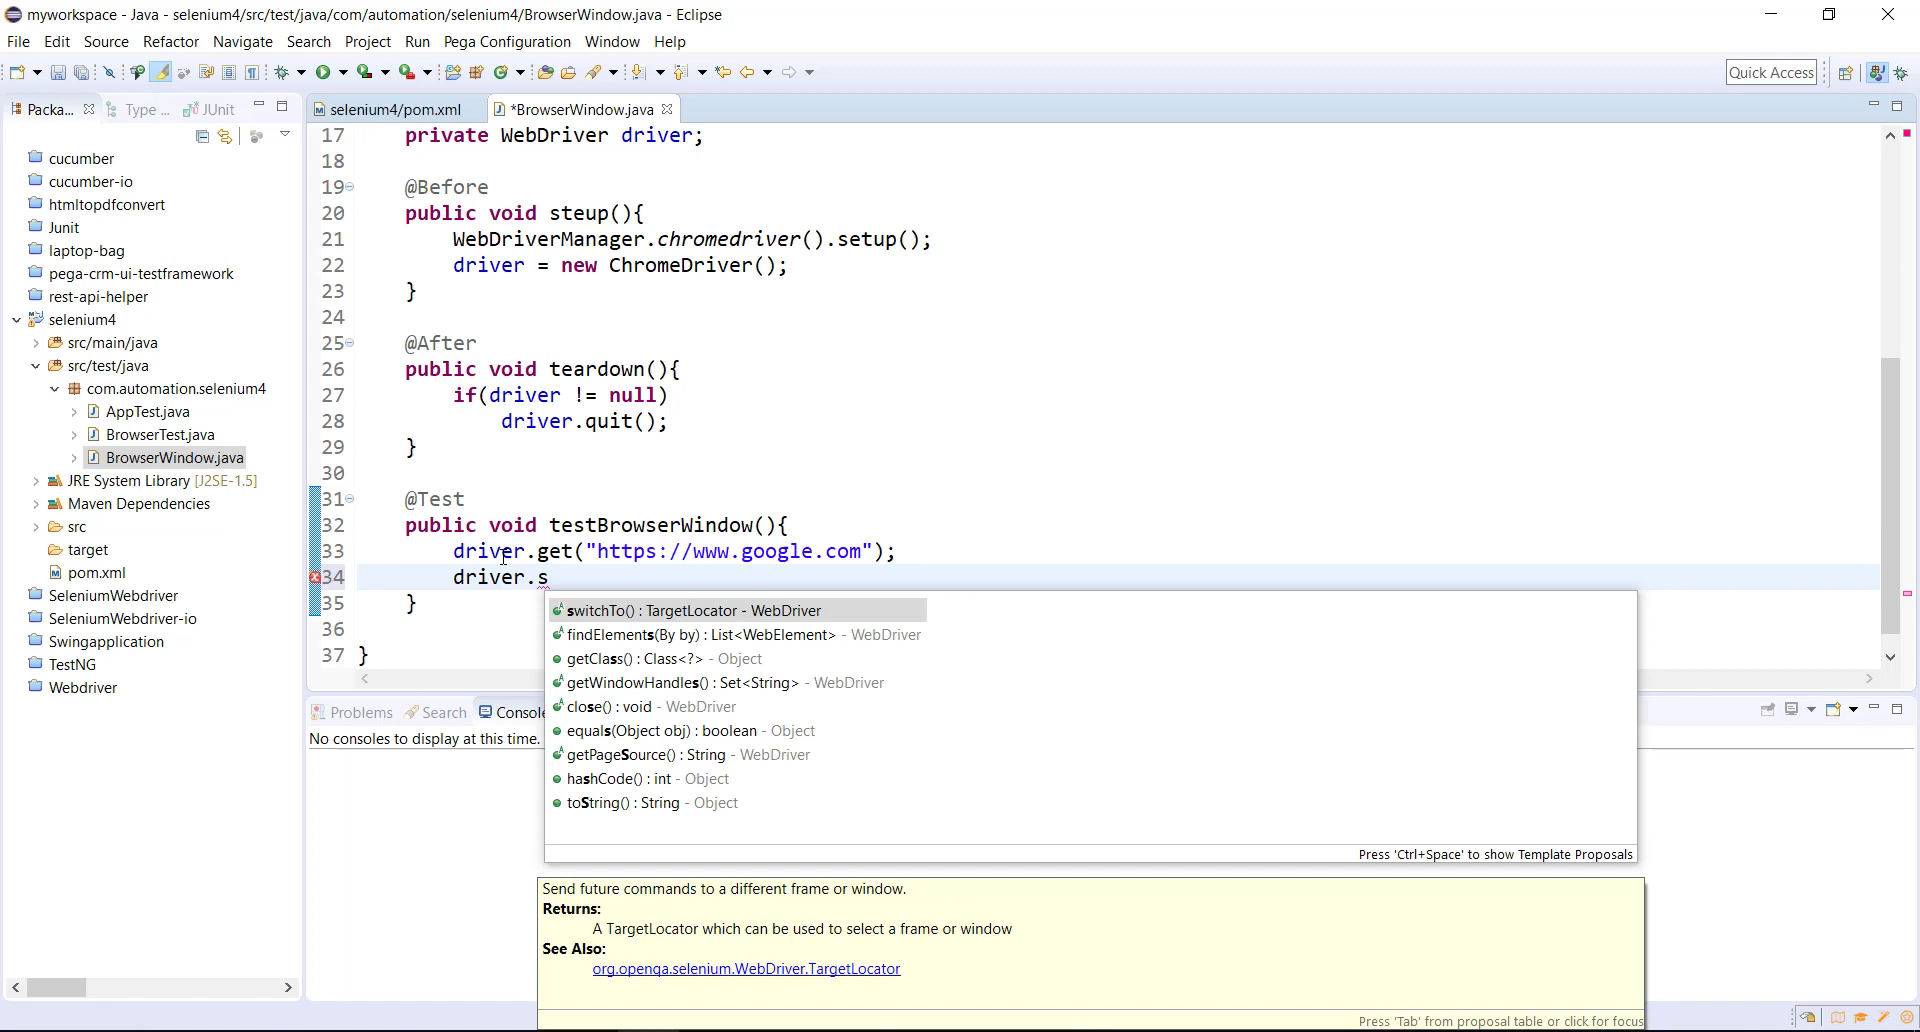 myworkspace - Java - selenium4/src/test/java/com/automation/selenium4/BrowserWindow.java - Eclipse
File Edit Source Refactor Navigate Search Project Run Pega Configuration Window Help
Quick Access
Packa... Type ... JUnit
cucumber
cucumber-io
htmltopdfconvert
Junit
laptop-bag
pega-crm-ui-testframework
rest-api-helper
selenium4
src/main/java
src/test/java
com.automation.selenium4
AppTest.java
BrowserTest.java
BrowserWindow.java
JRE System Library [J2SE-1.5]
Maven Dependencies
src
target
pom.xml
SeleniumWebdriver
SeleniumWebdriver-io
Swingapplication
TestNG
Webdriver
selenium4/pom.xml *BrowserWindow.java
17 private WebDriver driver;
18
19 @Before
20 public void steup(){
21 WebDriverManager.chromedriver().setup();
22 driver = new ChromeDriver();
23 }
24
25 @After
26 public void teardown(){
27 if(driver != null)
28 driver.quit();
29 }
30
31 @Test
32 public void testBrowserWindow(){
33 driver.get("https://www.google.com");
34 driver.s
35 }
36
37 }
switchTo() : TargetLocator - WebDriver
findElements(By by) : List<WebElement> - WebDriver
getClass() : Class<?> - Object
getWindowHandles() : Set<String> - WebDriver
close() : void - WebDriver
equals(Object obj) : boolean - Object
getPageSource() : String - WebDriver
hashCode() : int - Object
toString() : String - Object
Press 'Ctrl+Space' to show Template Proposals
Problems Search Console
No consoles to display at this time.
Send future commands to a different frame or window.
Returns:
A TargetLocator which can be used to select a frame or window
See Also:
org.openqa.selenium.WebDriver.TargetLocator
Press 'Tab' from proposal table or click for focus